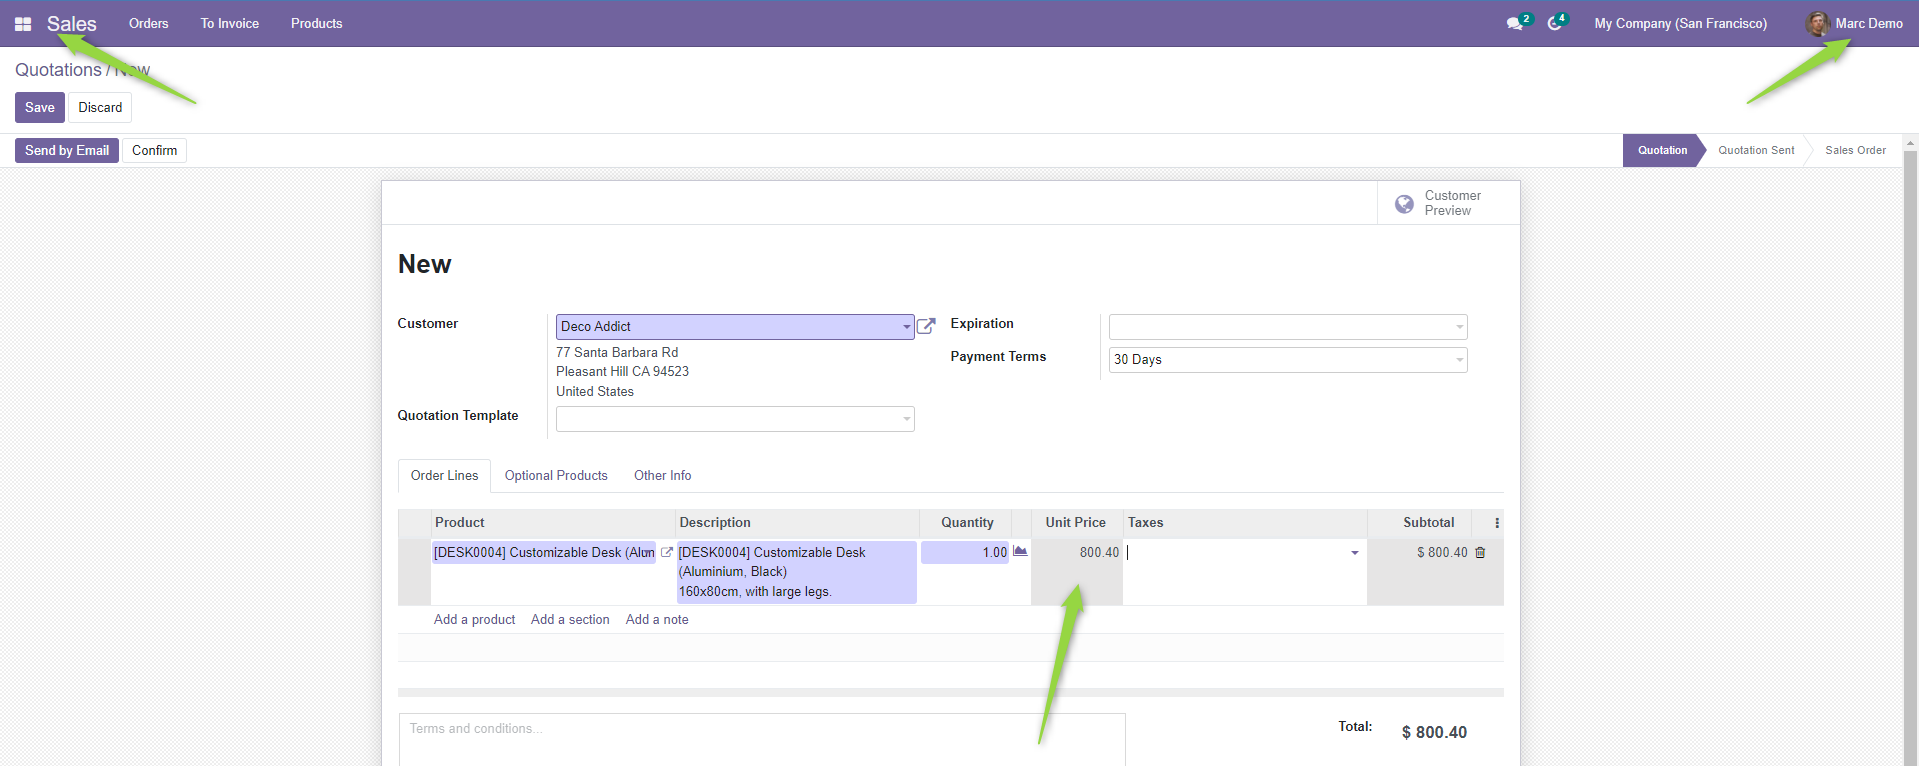 Sales Orders To Invoice Products 2 4 My Company (San Francisco) Marc Demo
Quotations / New
Save Discard
Send by Email Confirm Quotation Quotation Sent Sales Order
Customer
Preview
New
Customer Deco Addict Expiration
77 Santa Barbara Rd
Payment Terms 30 Days
Pleasant Hill CA 94523
United States
Quotation Template
Order Lines Optional Products Other Info
Product Description Quantity Unit Price Taxes Subtotal
[DESK0004] Customizable Desk (Alun [DESK0004] Customizable Desk 1.00 800.40 $ 800.40
(Aluminium, Black)
160x80cm, with large legs.
Add a product Add a section Add a note
Terms and conditions...
Total: $ 800.40